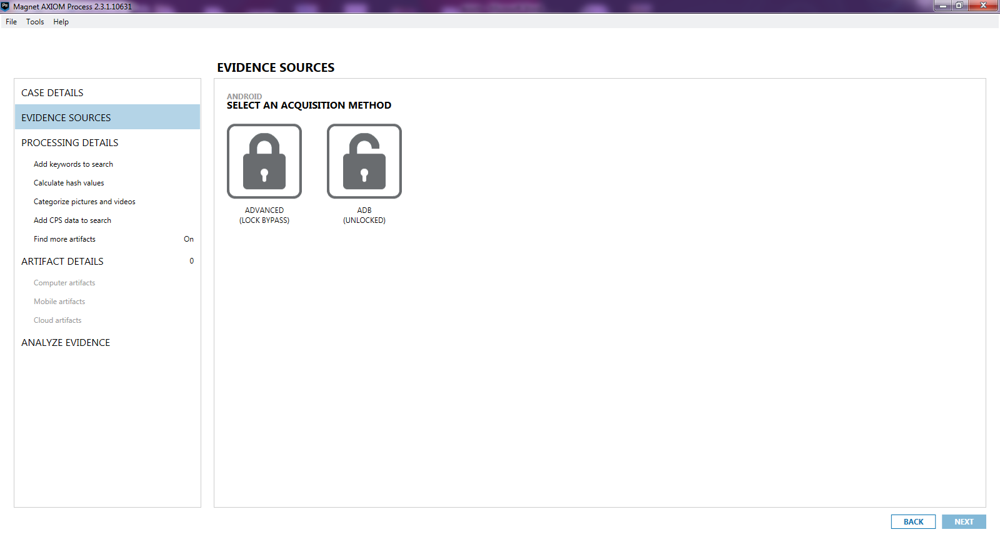 Magnet AXIOM Process 2.3.1.10631
File Tools Help
EVIDENCE SOURCES
CASE DETAILS
EVIDENCE SOURCES
PROCESSING DETAILS
Add keywords to search
Calculate hash values
Categorize pictures and videos
Add CPS data to search
Find more artifacts On
ARTIFACT DETAILS 0
Computer artifacts
Mobile artifacts
Cloud artifacts
ANALYZE EVIDENCE
ANDROID
SELECT AN ACQUISITION METHOD
ADVANCED
(LOCK BYPASS)
ADB
(UNLOCKED)
BACK NEXT